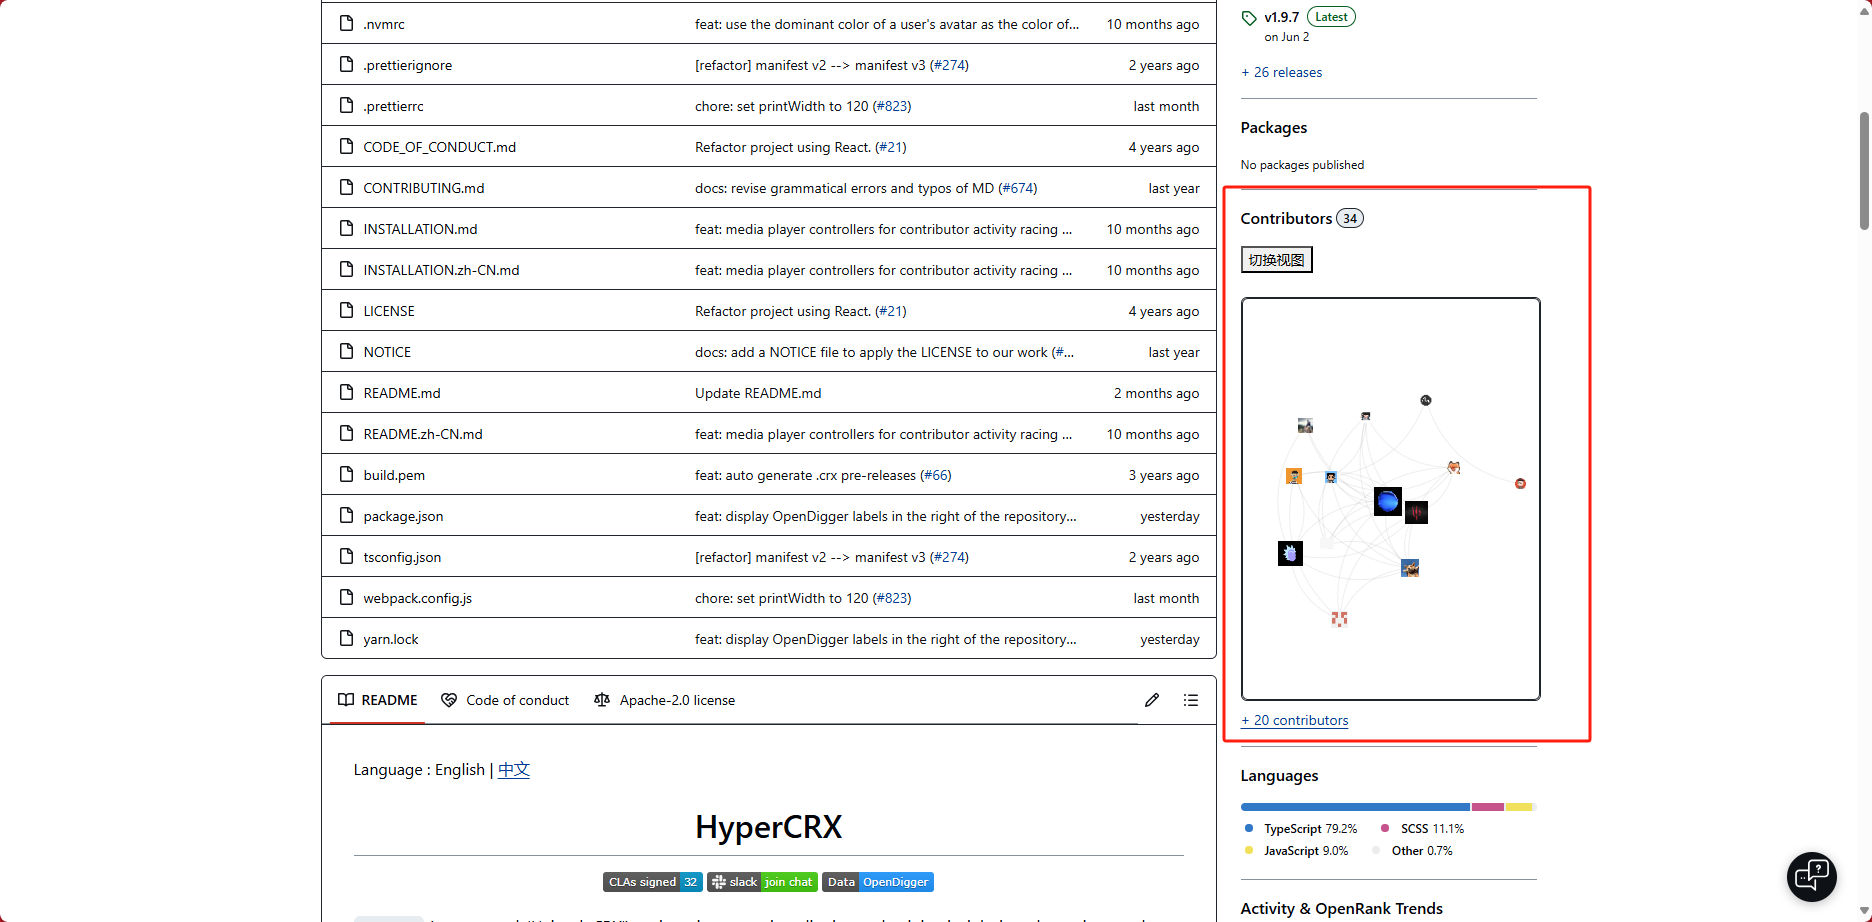 .nvmrc feat: use the dominant color of a user's avatar as the color of... 10 months ago
.prettierignore [refactor] manifest v2 --> manifest v3 (#274) 2 years ago
.prettierrc chore: set printWidth to 120 (#823) last month
CODE_OF_CONDUCT.md Refactor project using React. (#21) 4 years ago
CONTRIBUTING.md docs: revise grammatical errors and typos of MD (#674) last year
INSTALLATION.md feat: media player controllers for contributor activity racing ... 10 months ago
INSTALLATION.zh-CN.md feat: media player controllers for contributor activity racing ... 10 months ago
LICENSE Refactor project using React. (#21) 4 years ago
NOTICE docs: add a NOTICE file to apply the LICENSE to our work (#... last year
README.md Update README.md 2 months ago
README.zh-CN.md feat: media player controllers for contributor activity racing ... 10 months ago
build.pem feat: auto generate .crx pre-releases (#66) 3 years ago
package.json feat: display OpenDigger labels in the right of the repository... yesterday
tsconfig.json [refactor] manifest v2 --> manifest v3 (#274) 2 years ago
webpack.config.js chore: set printWidth to 120 (#823) last month
yarn.lock feat: display OpenDigger labels in the right of the repository... yesterday
README Code of conduct Apache-2.0 license
Language : English | 中文
HyperCRX
CLAs signed 32 slack join chat Data OpenDigger
v1.9.7 Latest
on Jun 2
+ 26 releases
Packages
No packages published
Contributors 34
切换视图
+ 20 contributors
Languages
TypeScript 79.2% SCSS 11.1%
JavaScript 9.0% Other 0.7%
Activity & OpenRank Trends